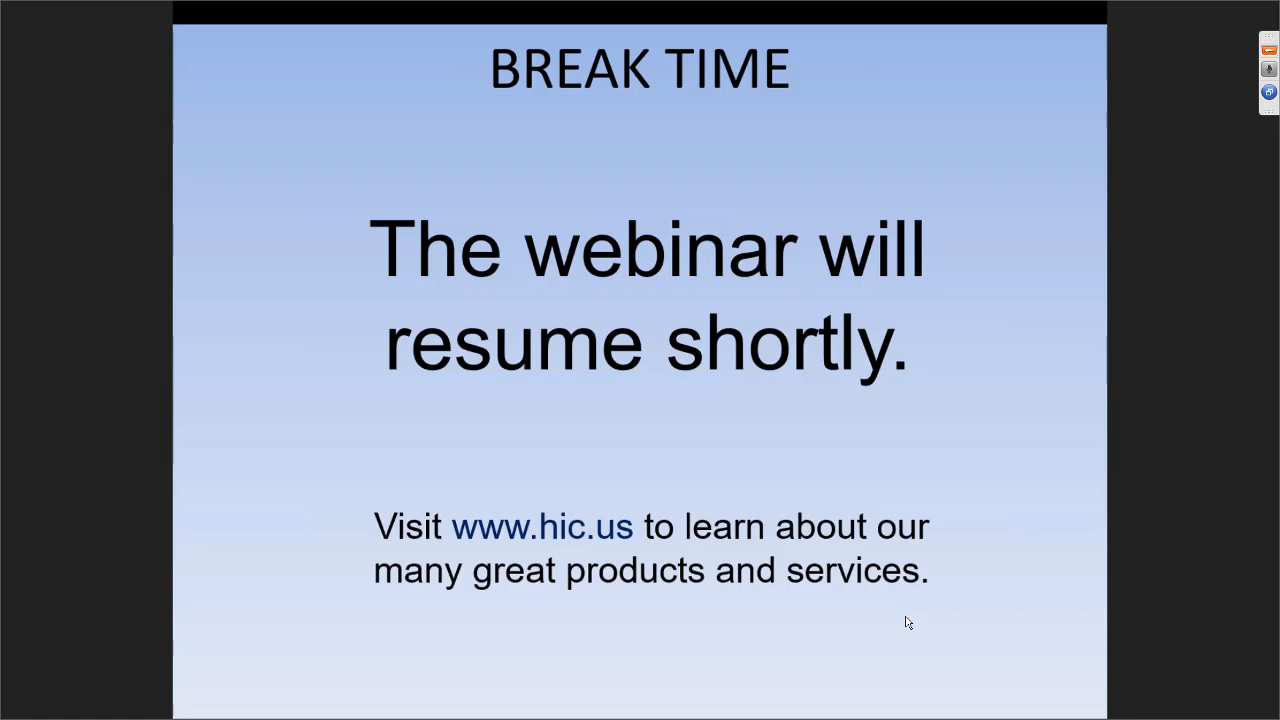 BREAK TIME
The webinar will
resume shortly.
Visit www.hic.us to learn about our
many great products and services.